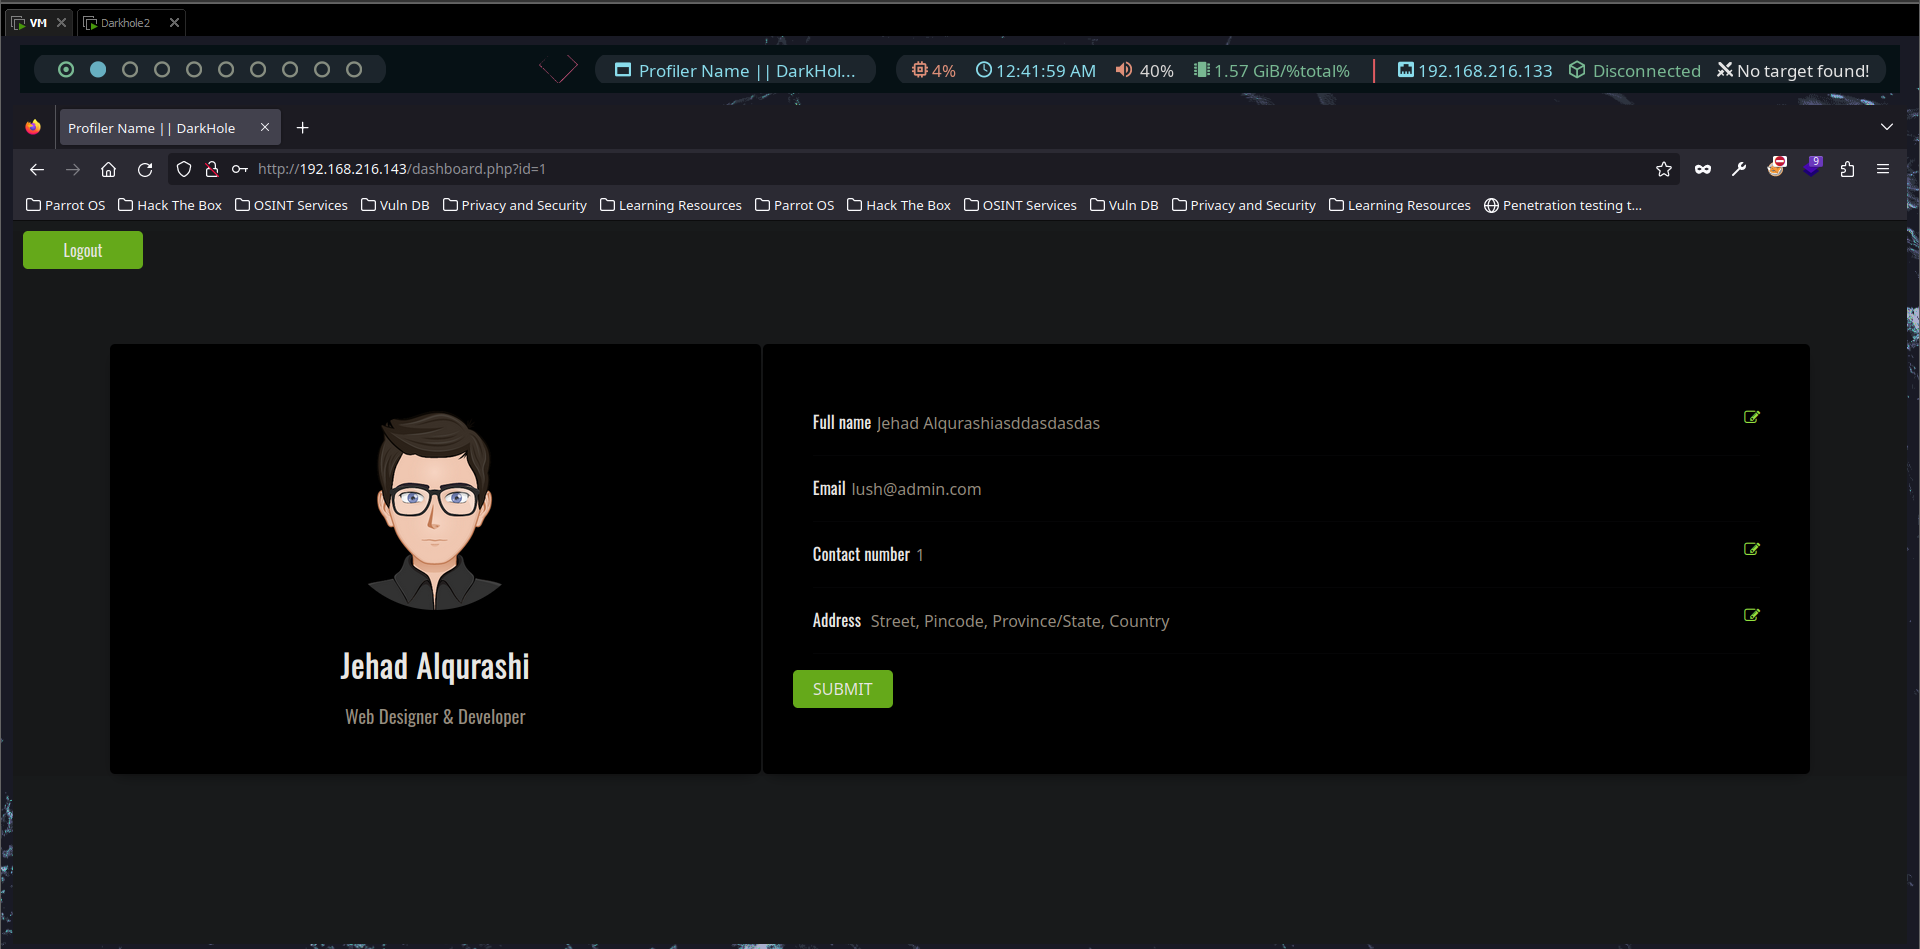 VM Darkhole2
Profiler Name || DarkHol... 4% 12:41:59 AM 40% 1.57 GiB/%total% | 192.168.216.133 Disconnected No target found!
Profiler Name || DarkHole
http://192.168.216.143/dashboard.php?id=1 9
Parrot OS Hack The Box OSINT Services Vuln DB Privacy and Security Learning Resources Parrot OS Hack The Box OSINT Services Vuln DB Privacy and Security Learning Resources Penetration testing t...
Logout
Full name Jehad Alqurashiasddasdasdas
Email lush@admin.com
Contact number 1
Address Street, Pincode, Province/State, Country
SUBMIT
Jehad Alqurashi
Web Designer & Developer